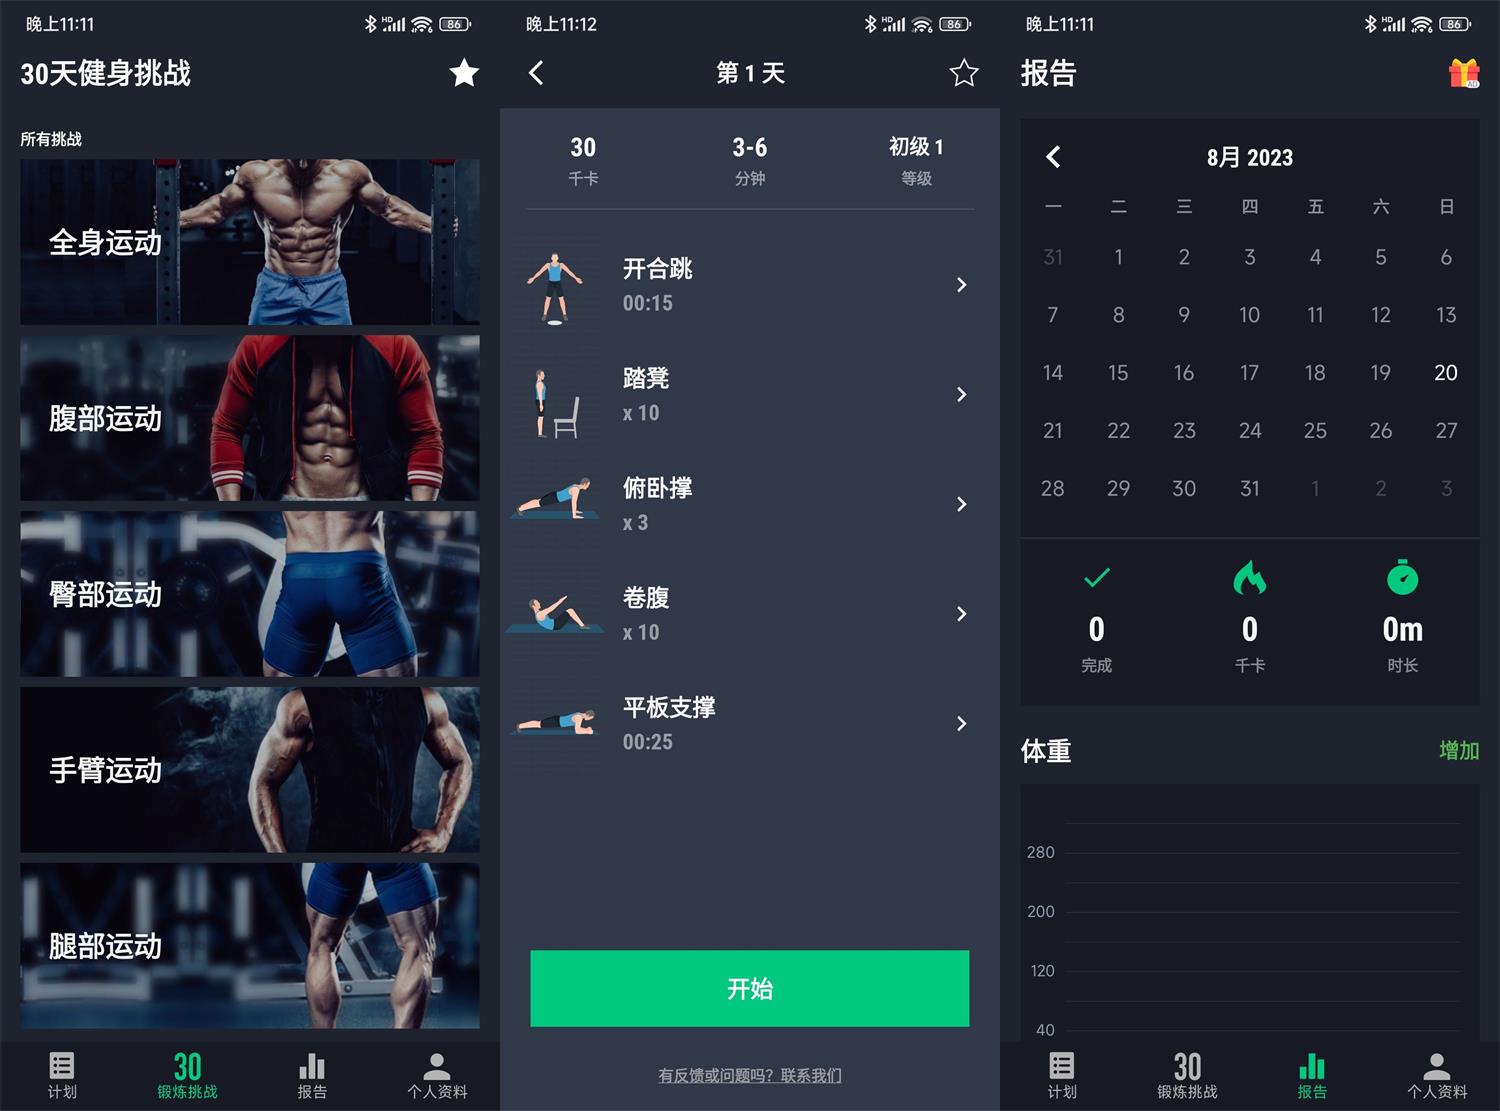 晚上11:11
HD
86
30天健身挑战
所有挑战
全身运动
腹部运动
臀部运动
手臂运动
腿部运动
计划
30
锻炼挑战
报告
个人资料
晚上11:12
HD
86
第 1 天
30
千卡
3-6
分钟
初级 1
等级
开合跳
00:15
踏凳
x 10
俯卧撑
x 3
卷腹
x 10
平板支撑
00:25
开始
有反馈或问题吗？联系我们
晚上11:11
HD
86
报告
AD
8月 2023
一 二 三 四 五 六 日
31 1 2 3 4 5 6
7 8 9 10 11 12 13
14 15 16 17 18 19 20
21 22 23 24 25 26 27
28 29 30 31 1 2 3
0 0 0m
完成 千卡 时长
体重 增加
280
200
120
40
计划
30
锻炼挑战
报告
个人资料